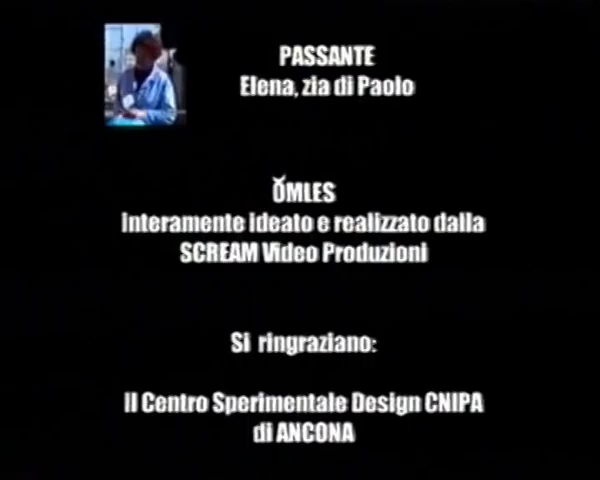 PASSANTE
Elena, zia di Paolo
ǑMLES
interamente ideato e realizzato dalla
SCREAM Video Produzioni
Si ringraziano:
Il Centro Sperimentale Design CNIPA
di ANCONA